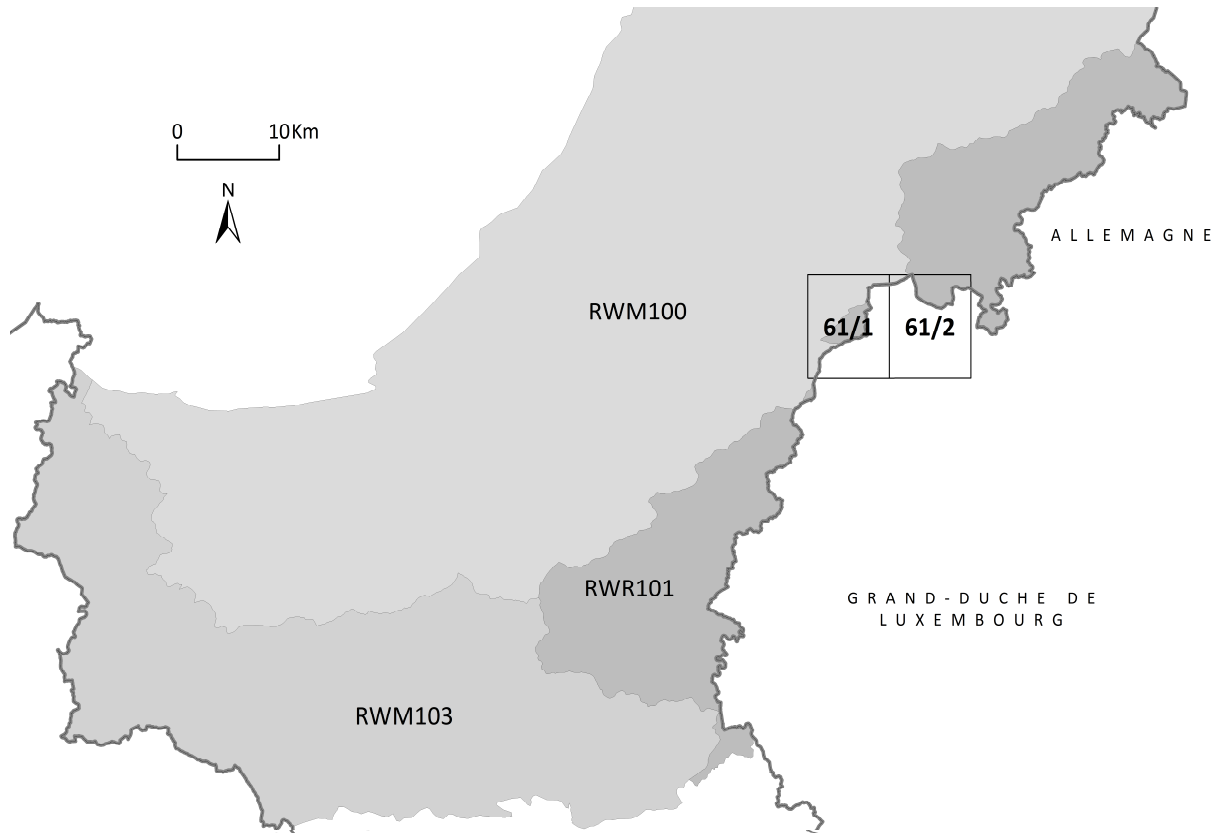 0 10Km
N
ALLEMAGNE
RWM100
61/1 61/2
RWR101
GRAND-DUCHE DE
LUXEMBOURG
RWM103